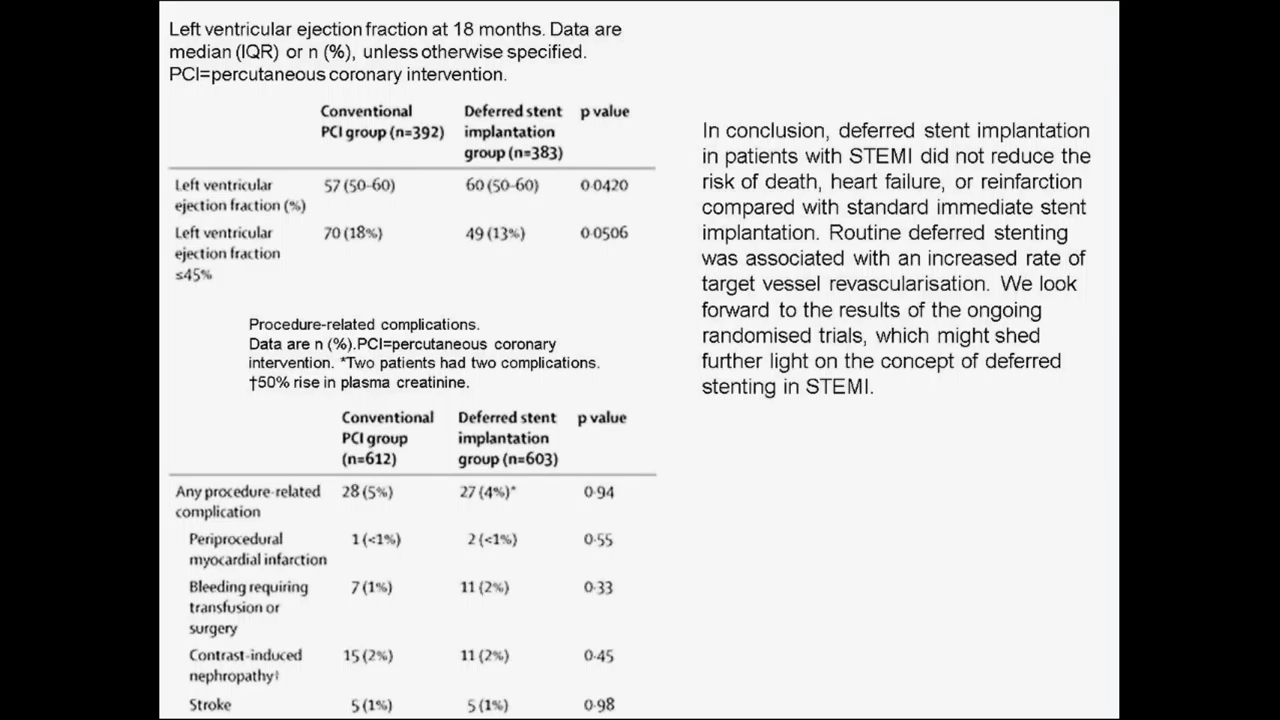 Left ventricular ejection fraction at 18 months. Data are
median (IQR) or n (%), unless otherwise specified.
PCI=percutaneous coronary intervention.
Conventional PCI group (n=392) Deferred stent implantation group (n=383) p value
Left ventricular ejection fraction (%) 57 (50–60) 60 (50–60) 0·0420
Left ventricular ejection fraction ≤45% 70 (18%) 49 (13%) 0·0506
Procedure-related complications.
Data are n (%).PCI=percutaneous coronary
intervention. *Two patients had two complications.
†50% rise in plasma creatinine.
Conventional PCI group (n=612) Deferred stent implantation group (n=603) p value
Any procedure-related complication 28 (5%) 27 (4%)* 0·94
Periprocedural myocardial infarction 1 (<1%) 2 (<1%) 0·55
Bleeding requiring transfusion or surgery 7 (1%) 11 (2%) 0·33
Contrast-induced nephropathy† 15 (2%) 11 (2%) 0·45
Stroke 5 (1%) 5 (1%) 0·98
In conclusion, deferred stent implantation
in patients with STEMI did not reduce the
risk of death, heart failure, or reinfarction
compared with standard immediate stent
implantation. Routine deferred stenting
was associated with an increased rate of
target vessel revascularisation. We look
forward to the results of the ongoing
randomised trials, which might shed
further light on the concept of deferred
stenting in STEMI.